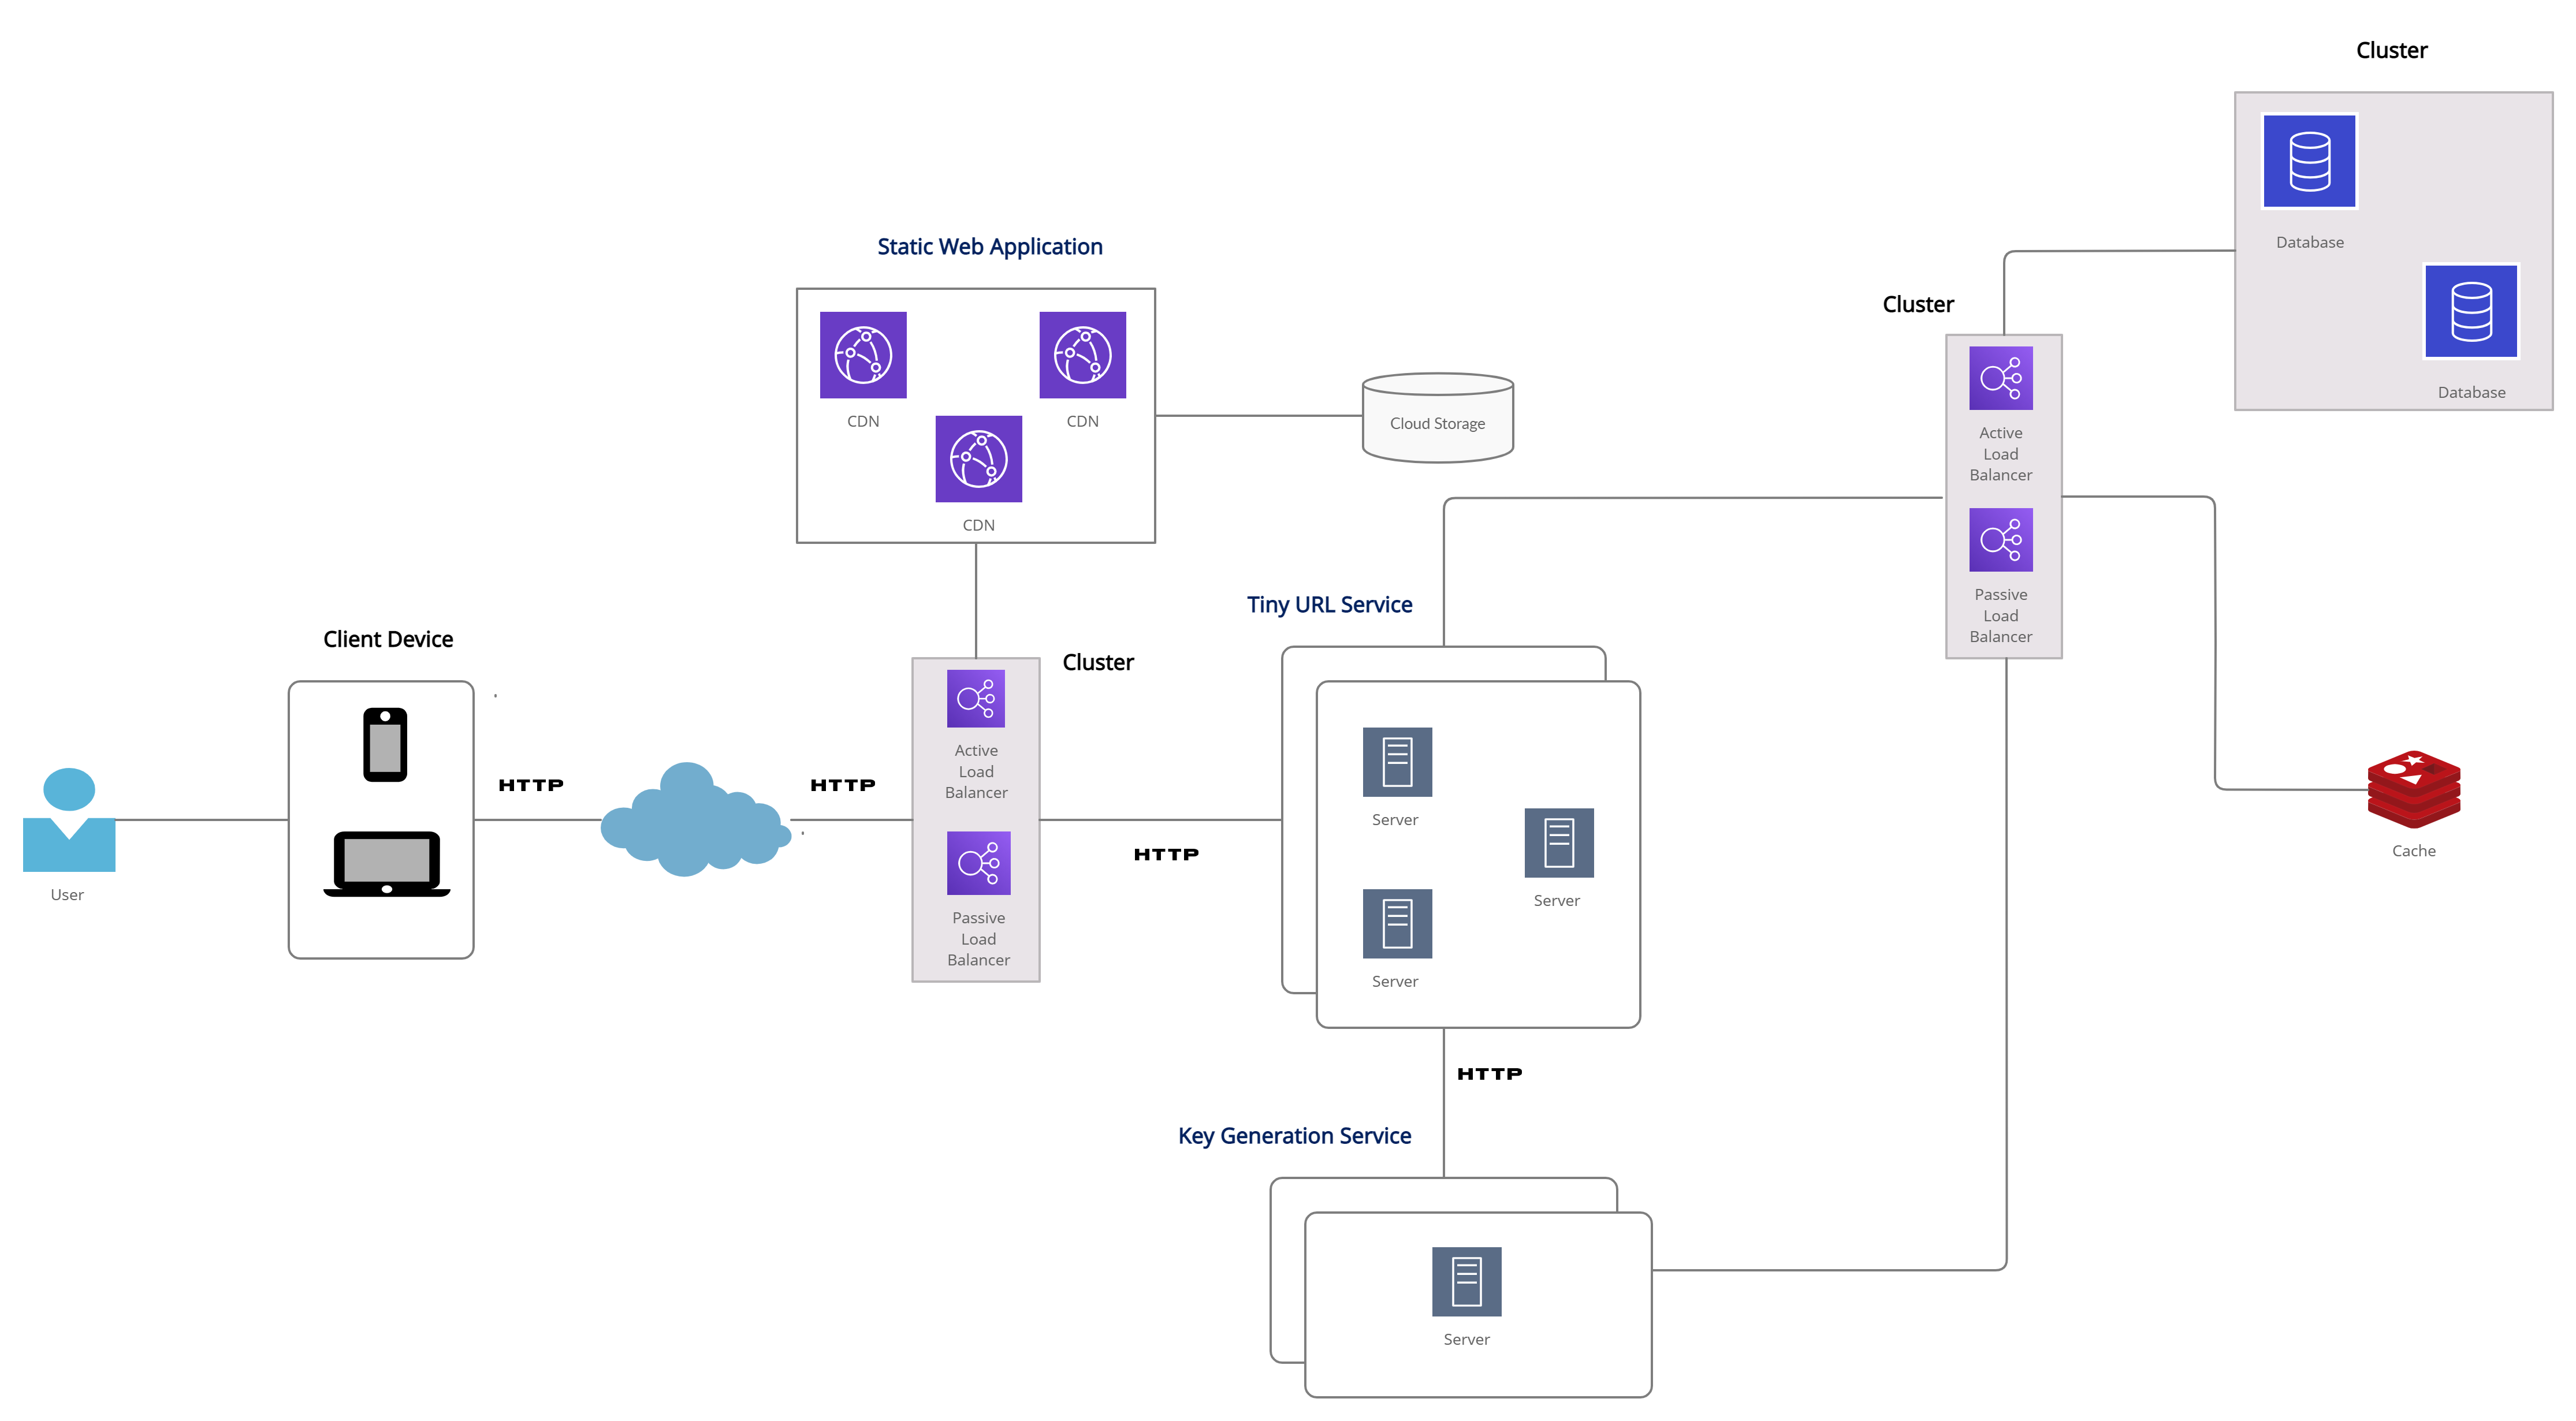 Cluster
Database
Database
Static Web Application
CDN
CDN
CDN
Cloud Storage
Cluster
Active
Load
Balancer
Passive
Load
Balancer
Client Device
User
HTTP
HTTP
Cluster
Active
Load
Balancer
Passive
Load
Balancer
HTTP
Tiny URL Service
Server
Server
Server
Cache
HTTP
Key Generation Service
Server